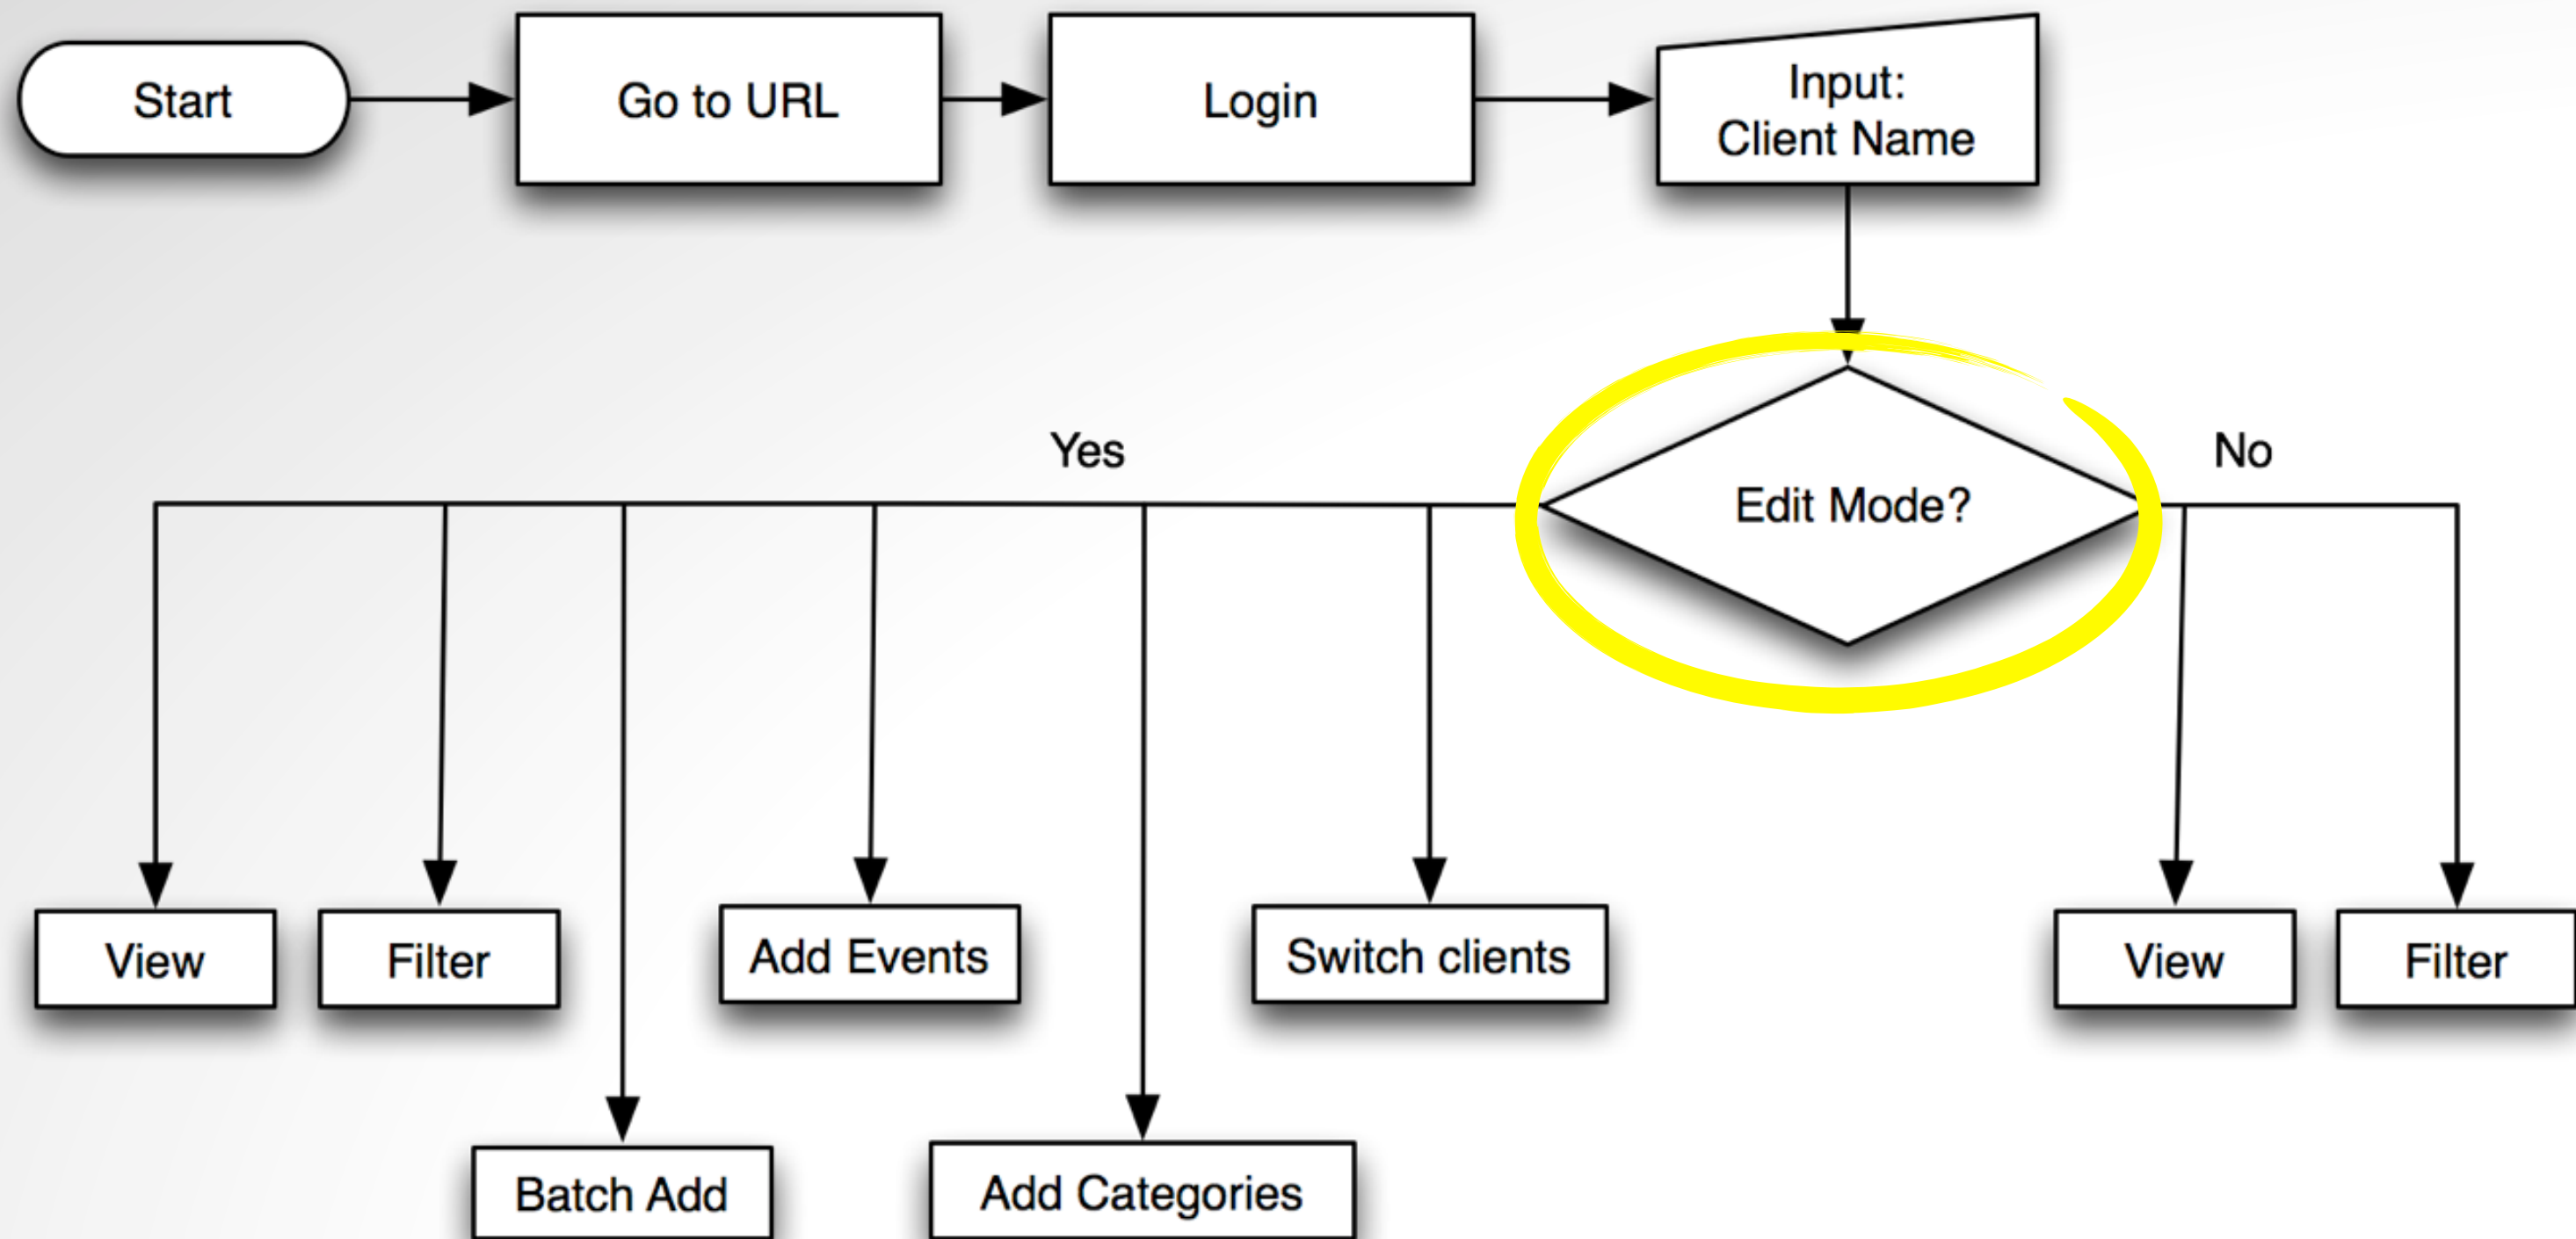 Start
Go to URL
Login
Input:
Client Name
Yes
Edit Mode?
No
View
Filter
Add Events
Switch clients
View
Filter
Batch Add
Add Categories